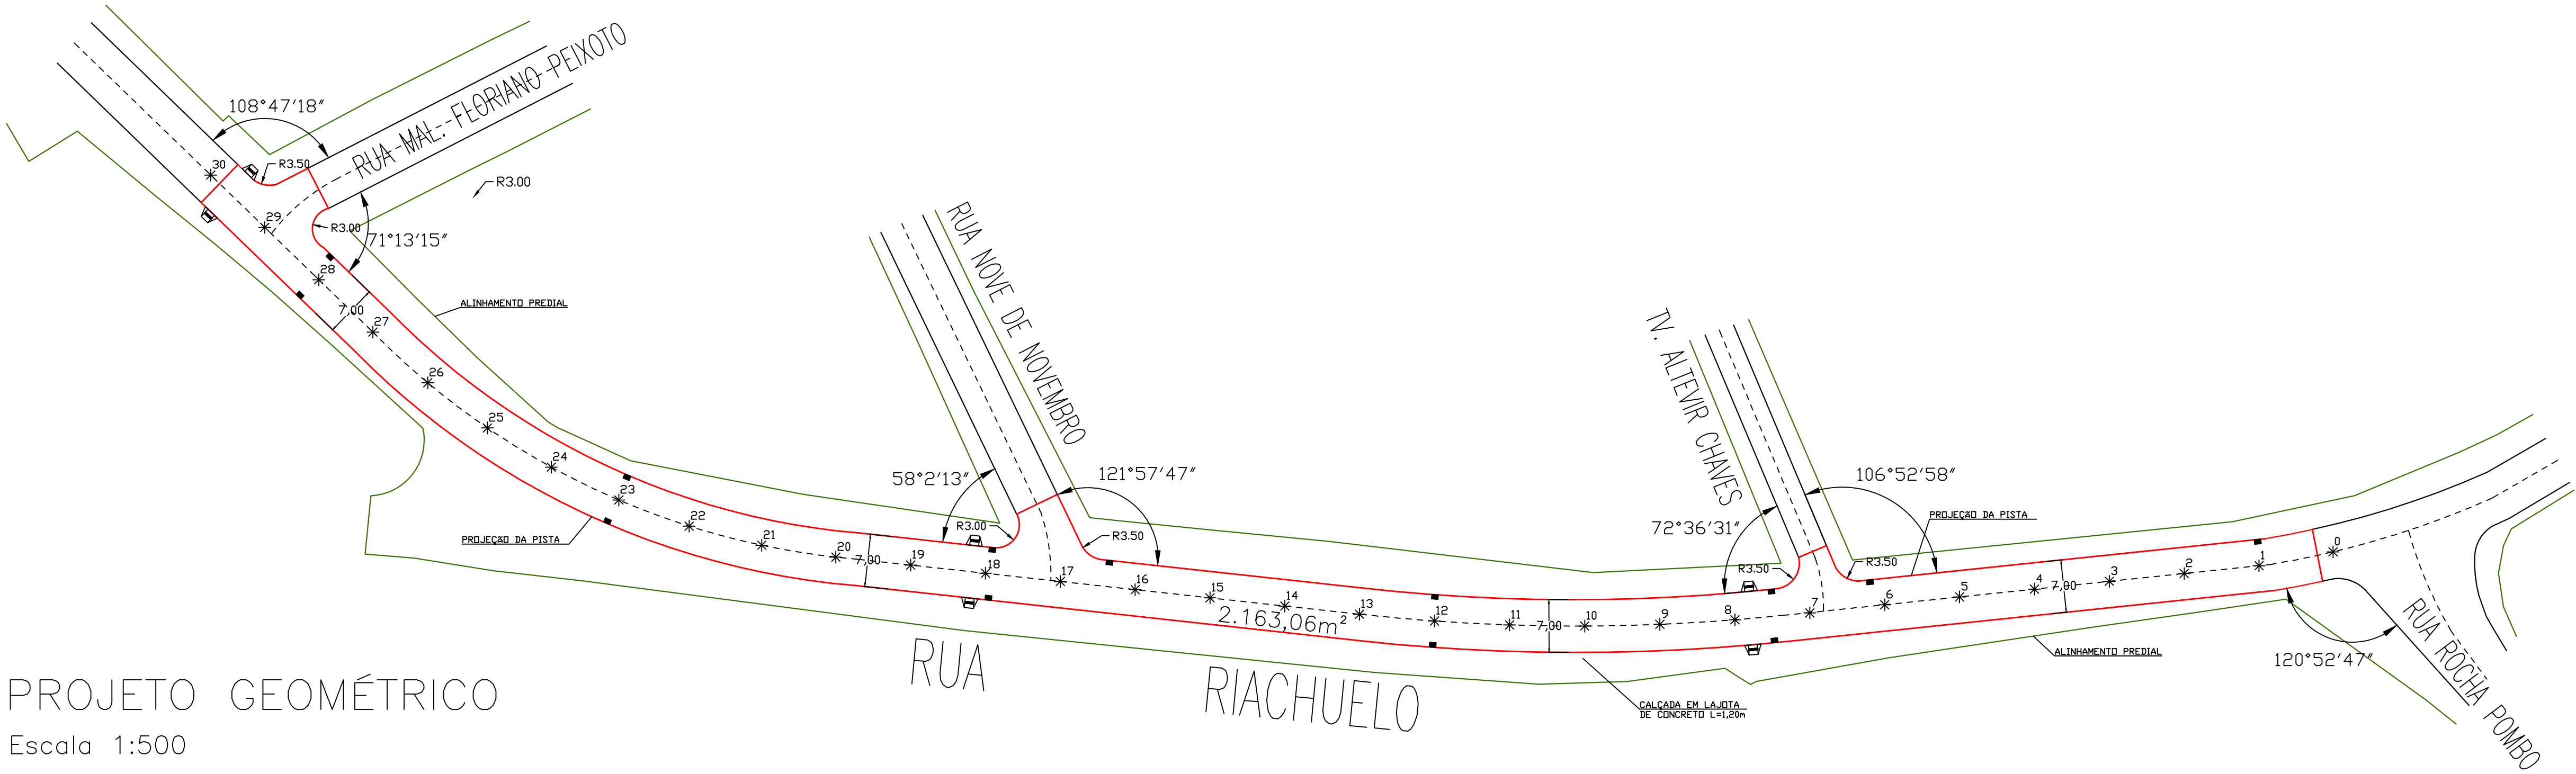 RUA MAL. FLORIANO PEIXOTO
108°47'18"
30
R3.50
R3.00
29
R3.00
71°13'15"
28
ALINHAMENTO PREDIAL
7,00
27
26
25
24
23
22
21
20
19
18
17
16
15
14
13
12
11
10
9
8
7
6
5
4
3
2
1
0
PROJEÇÃO DA PISTA
7,00
58°2'13"
R3.00
RUA NOVE DE NOVEMBRO
121°57'47"
R3.50
2.163,06m²
7,00
TV. ALTEVIR CHAVES
72°36'31"
R3.50
106°52'58"
R3.50
PROJEÇÃO DA PISTA
7,00
ALINHAMENTO PREDIAL
120°52'47"
RUA ROCHA POMBO
CALÇADA EM LAJOTA
DE CONCRETO L=1,20m
RUA RIACHUELO
PROJETO GEOMÉTRICO
Escala 1:500